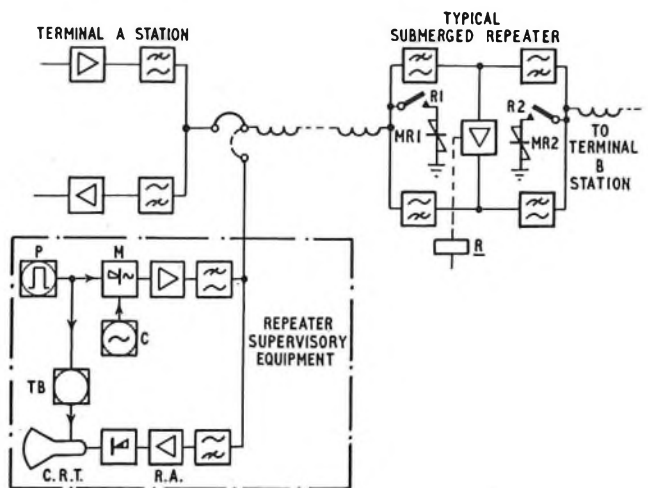 TERMINAL A STATION
TYPICAL
SUBMERGED REPEATER
R1
R2
MR1
MR2
TO
TERMINAL
B
STATION
R
P
M
C
REPEATER
SUPERVISORY
EQUIPMENT
TB
C.R.T.
R.A.